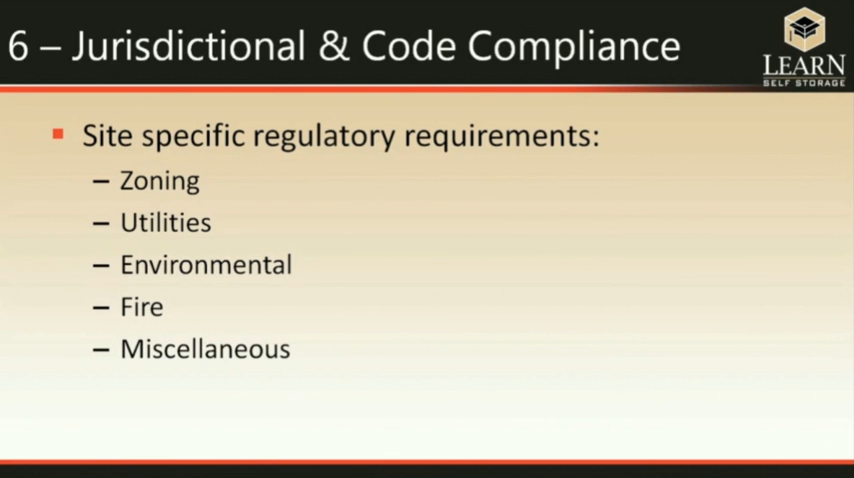 6 – Jurisdictional & Code Compliance
LEARN
SELF STORAGE
▪ Site specific regulatory requirements:
– Zoning
– Utilities
– Environmental
– Fire
– Miscellaneous